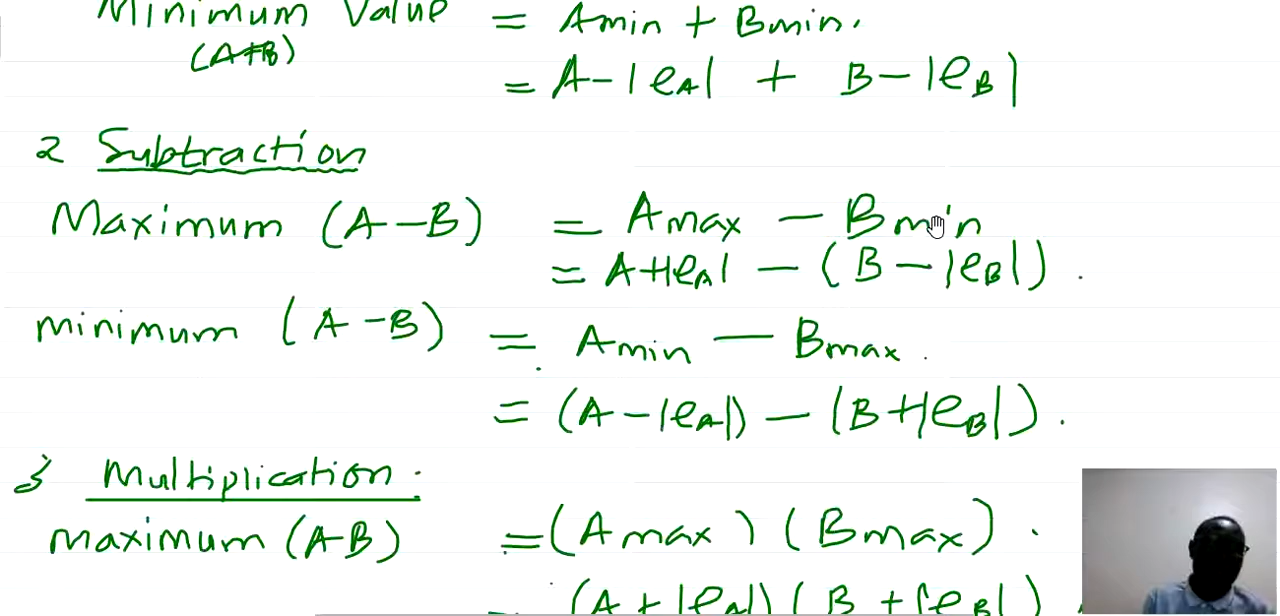 Minimum Value = Amin + Bmin.
(A+B)
= A-|eA| + B-|eB|
2 Subtraction
Maximum (A-B) = Amax - Bmin
= A+|eA| - (B-|eB|).
minimum (A-B) = Amin - Bmax.
= (A-|eA|) - (B+|eB|).
3 Multiplication.
maximum (AB) = (Amax)(Bmax).
= (A+|eA|)(B+|eB|)